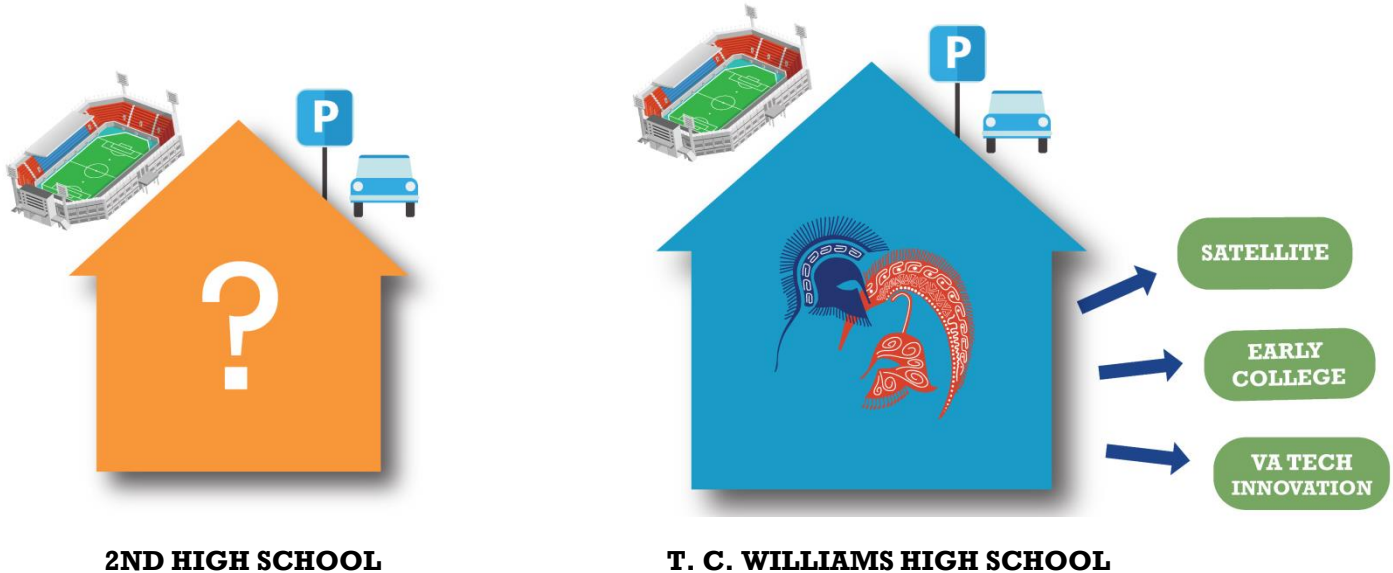 P
P
?
SATELLITE
EARLY
COLLEGE
VA TECH
INNOVATION
2ND HIGH SCHOOL
T. C. WILLIAMS HIGH SCHOOL